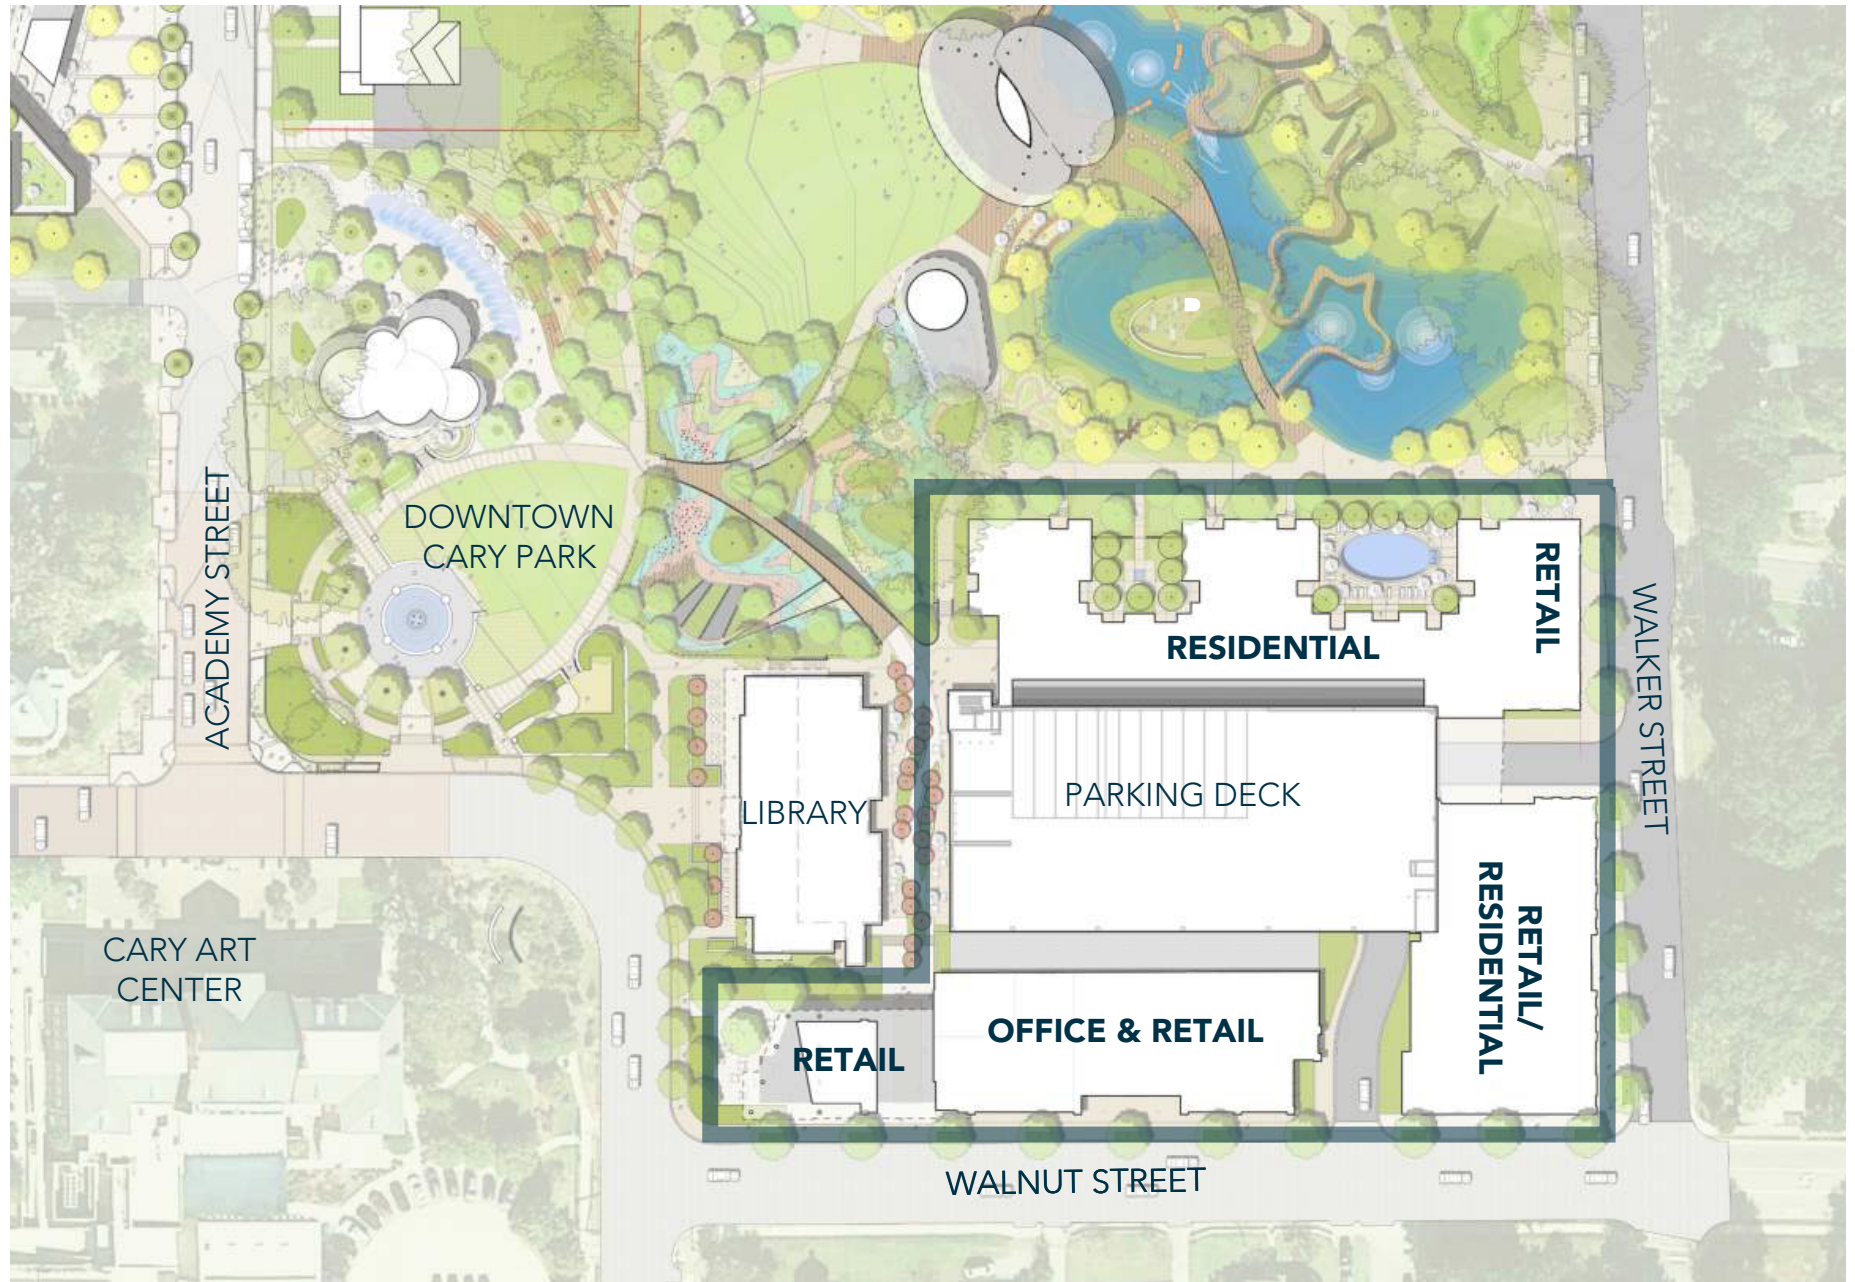 DOWNTOWN
CARY PARK
ACADEMY STREET
RETAIL
RESIDENTIAL
WALKER STREET
LIBRARY
PARKING DECK
RETAIL/
RESIDENTIAL
CARY ART
CENTER
OFFICE & RETAIL
RETAIL
WALNUT STREET